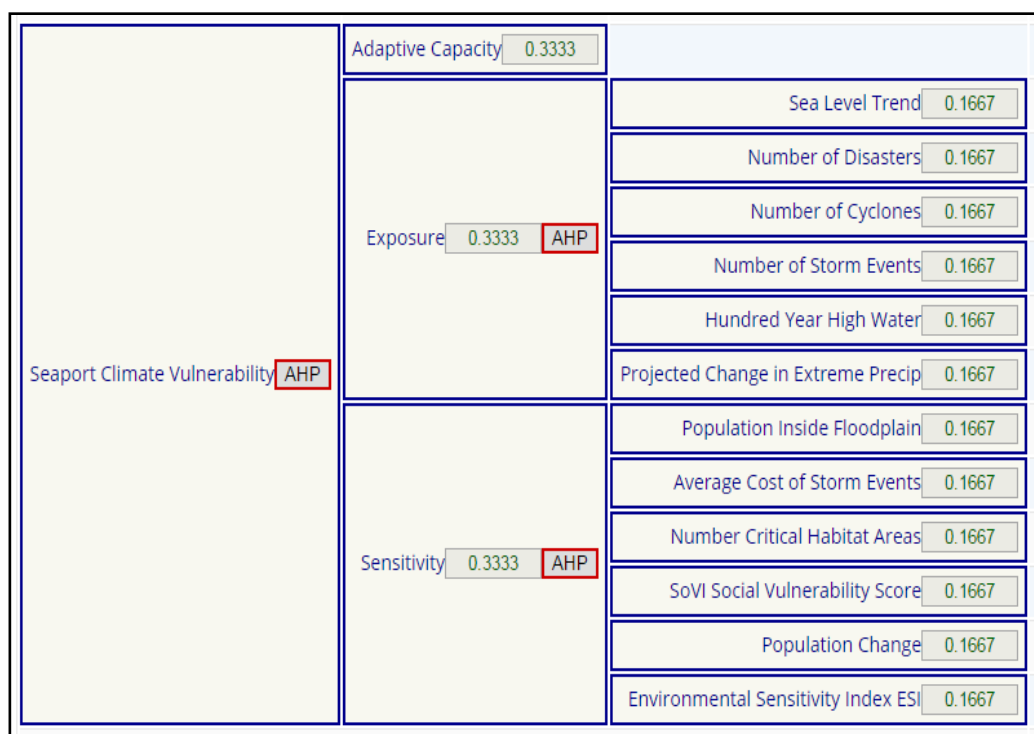 Adaptive Capacity 0.3333
Sea Level Trend 0.1667
Number of Disasters 0.1667
Number of Cyclones 0.1667
Exposure 0.3333 AHP
Number of Storm Events 0.1667
Hundred Year High Water 0.1667
Seaport Climate Vulnerability AHP
Projected Change in Extreme Precip 0.1667
Population Inside Floodplain 0.1667
Average Cost of Storm Events 0.1667
Number Critical Habitat Areas 0.1667
Sensitivity 0.3333 AHP
SoVI Social Vulnerability Score 0.1667
Population Change 0.1667
Environmental Sensitivity Index ESI 0.1667